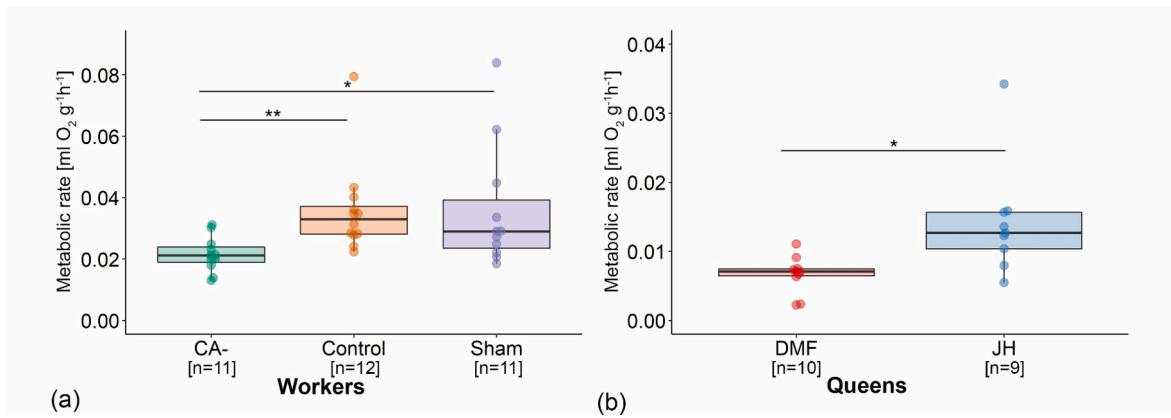 Metabolic rate [ml O₂ g⁻¹h⁻¹]
0.08
0.06
0.04
0.02
0.00
*
**
CA-
Control
Sham
[n=11]
[n=12]
[n=11]
Workers
(a)
Metabolic rate [ml O₂ g⁻¹h⁻¹]
0.04
0.03
0.02
0.01
0.00
*
DMF
JH
[n=10]
[n=9]
Queens
(b)